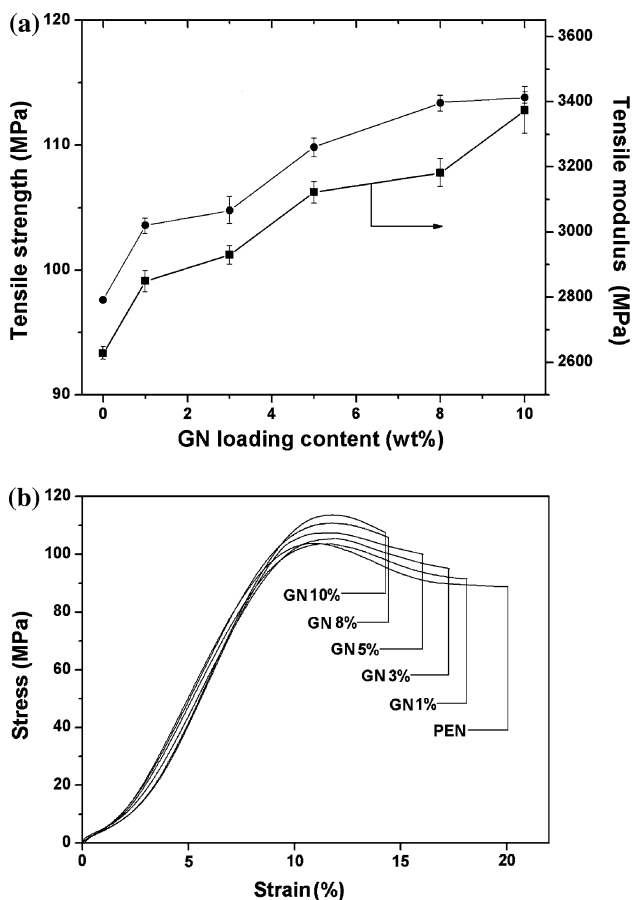 (a)
120
110
100
90
Tensile strength (MPa)
3600
3400
3200
3000
2800
2600
Tensile modulus (MPa)
0 2 4 6 8 10
GN loading content (wt%)
(b)
120
100
80
60
40
20
0
Stress (MPa)
GN 10%
GN 8%
GN 5%
GN 3%
GN 1%
PEN
0 5 10 15 20
Strain (%)